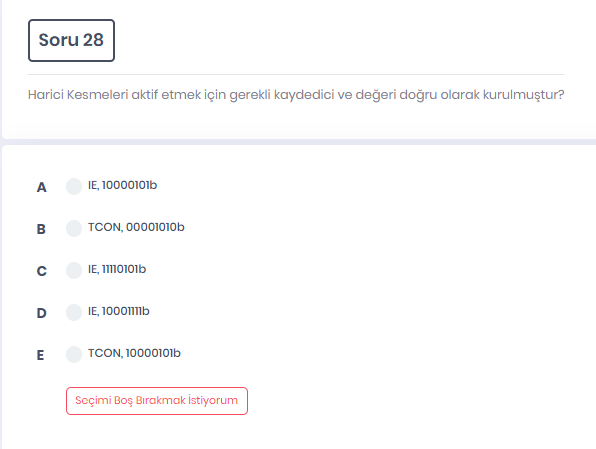 Soru 28
Harici Kesmeleri aktif etmek için gerekli kaydedici ve değeri doğru olarak kurulmuştur?
A IE, 10000101b
B TCON, 00001010b
C IE, 11110101b
D IE, 10001111b
E TCON, 10000101b
Seçimi Boş Bırakmak İstiyorum